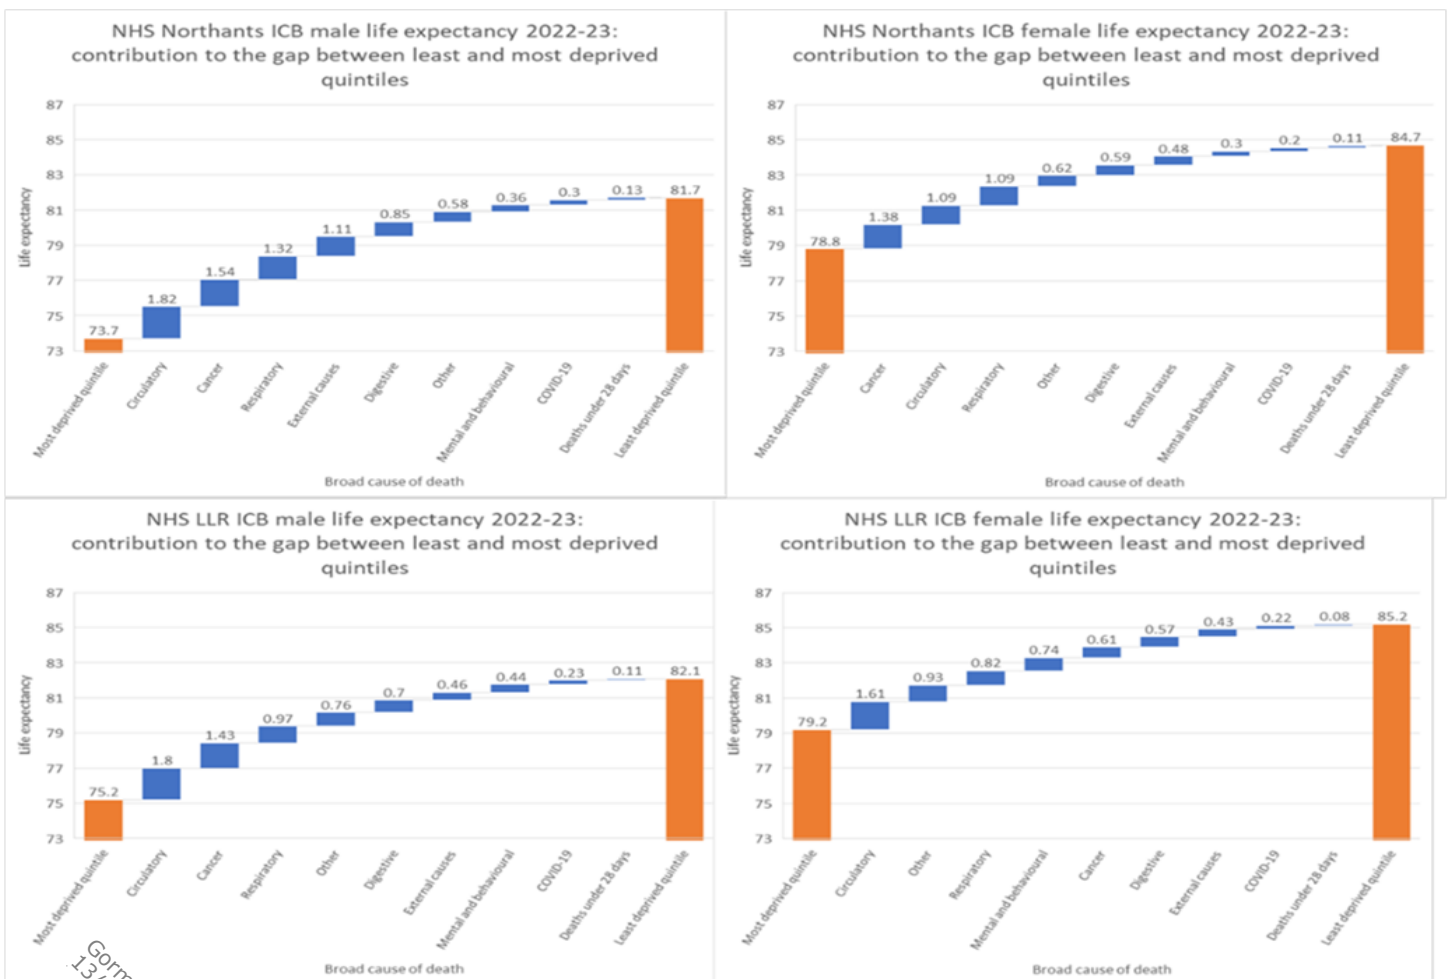 NHS Northants ICB male life expectancy 2022-23:
contribution to the gap between least and most deprived
quintiles
87
85
83
81
79
77
75
73
Life expectancy
73.7
1.82
1.54
1.32
1.11
0.85
0.58
0.36
0.3
0.13
81.7
Most deprived quintile
Circulatory
Cancer
Respiratory
External causes
Digestive
Other
Mental and behavioural
COVID-19
Deaths under 28 days
Least deprived quintile
Broad cause of death
NHS Northants ICB female life expectancy 2022-23:
contribution to the gap between least and most deprived
quintiles
87
85
83
81
79
77
75
73
Life expectancy
78.8
1.38
1.09
1.09
0.62
0.59
0.48
0.3
0.2
0.11
84.7
Most deprived quintile
Cancer
Circulatory
Respiratory
Other
Digestive
External causes
Mental and behavioural
COVID-19
Deaths under 28 days
Least deprived quintile
Broad cause of death
NHS LLR ICB male life expectancy 2022-23:
contribution to the gap between least and most deprived
quintiles
87
85
83
81
79
77
75
73
Life expectancy
75.2
1.8
1.43
0.97
0.76
0.7
0.46
0.44
0.23
0.11
82.1
Most deprived quintile
Circulatory
Cancer
Respiratory
Other
Digestive
External causes
Mental and behavioural
COVID-19
Deaths under 28 days
Least deprived quintile
Broad cause of death
NHS LLR ICB female life expectancy 2022-23:
contribution to the gap between least and most deprived
quintiles
87
85
83
81
79
77
75
73
Life expectancy
79.2
1.61
0.93
0.82
0.74
0.61
0.57
0.43
0.22
0.08
85.2
Most deprived quintile
Circulatory
Other
Respiratory
Mental and behavioural
Cancer
Digestive
External causes
COVID-19
Deaths under 28 days
Least deprived quintile
Broad cause of death